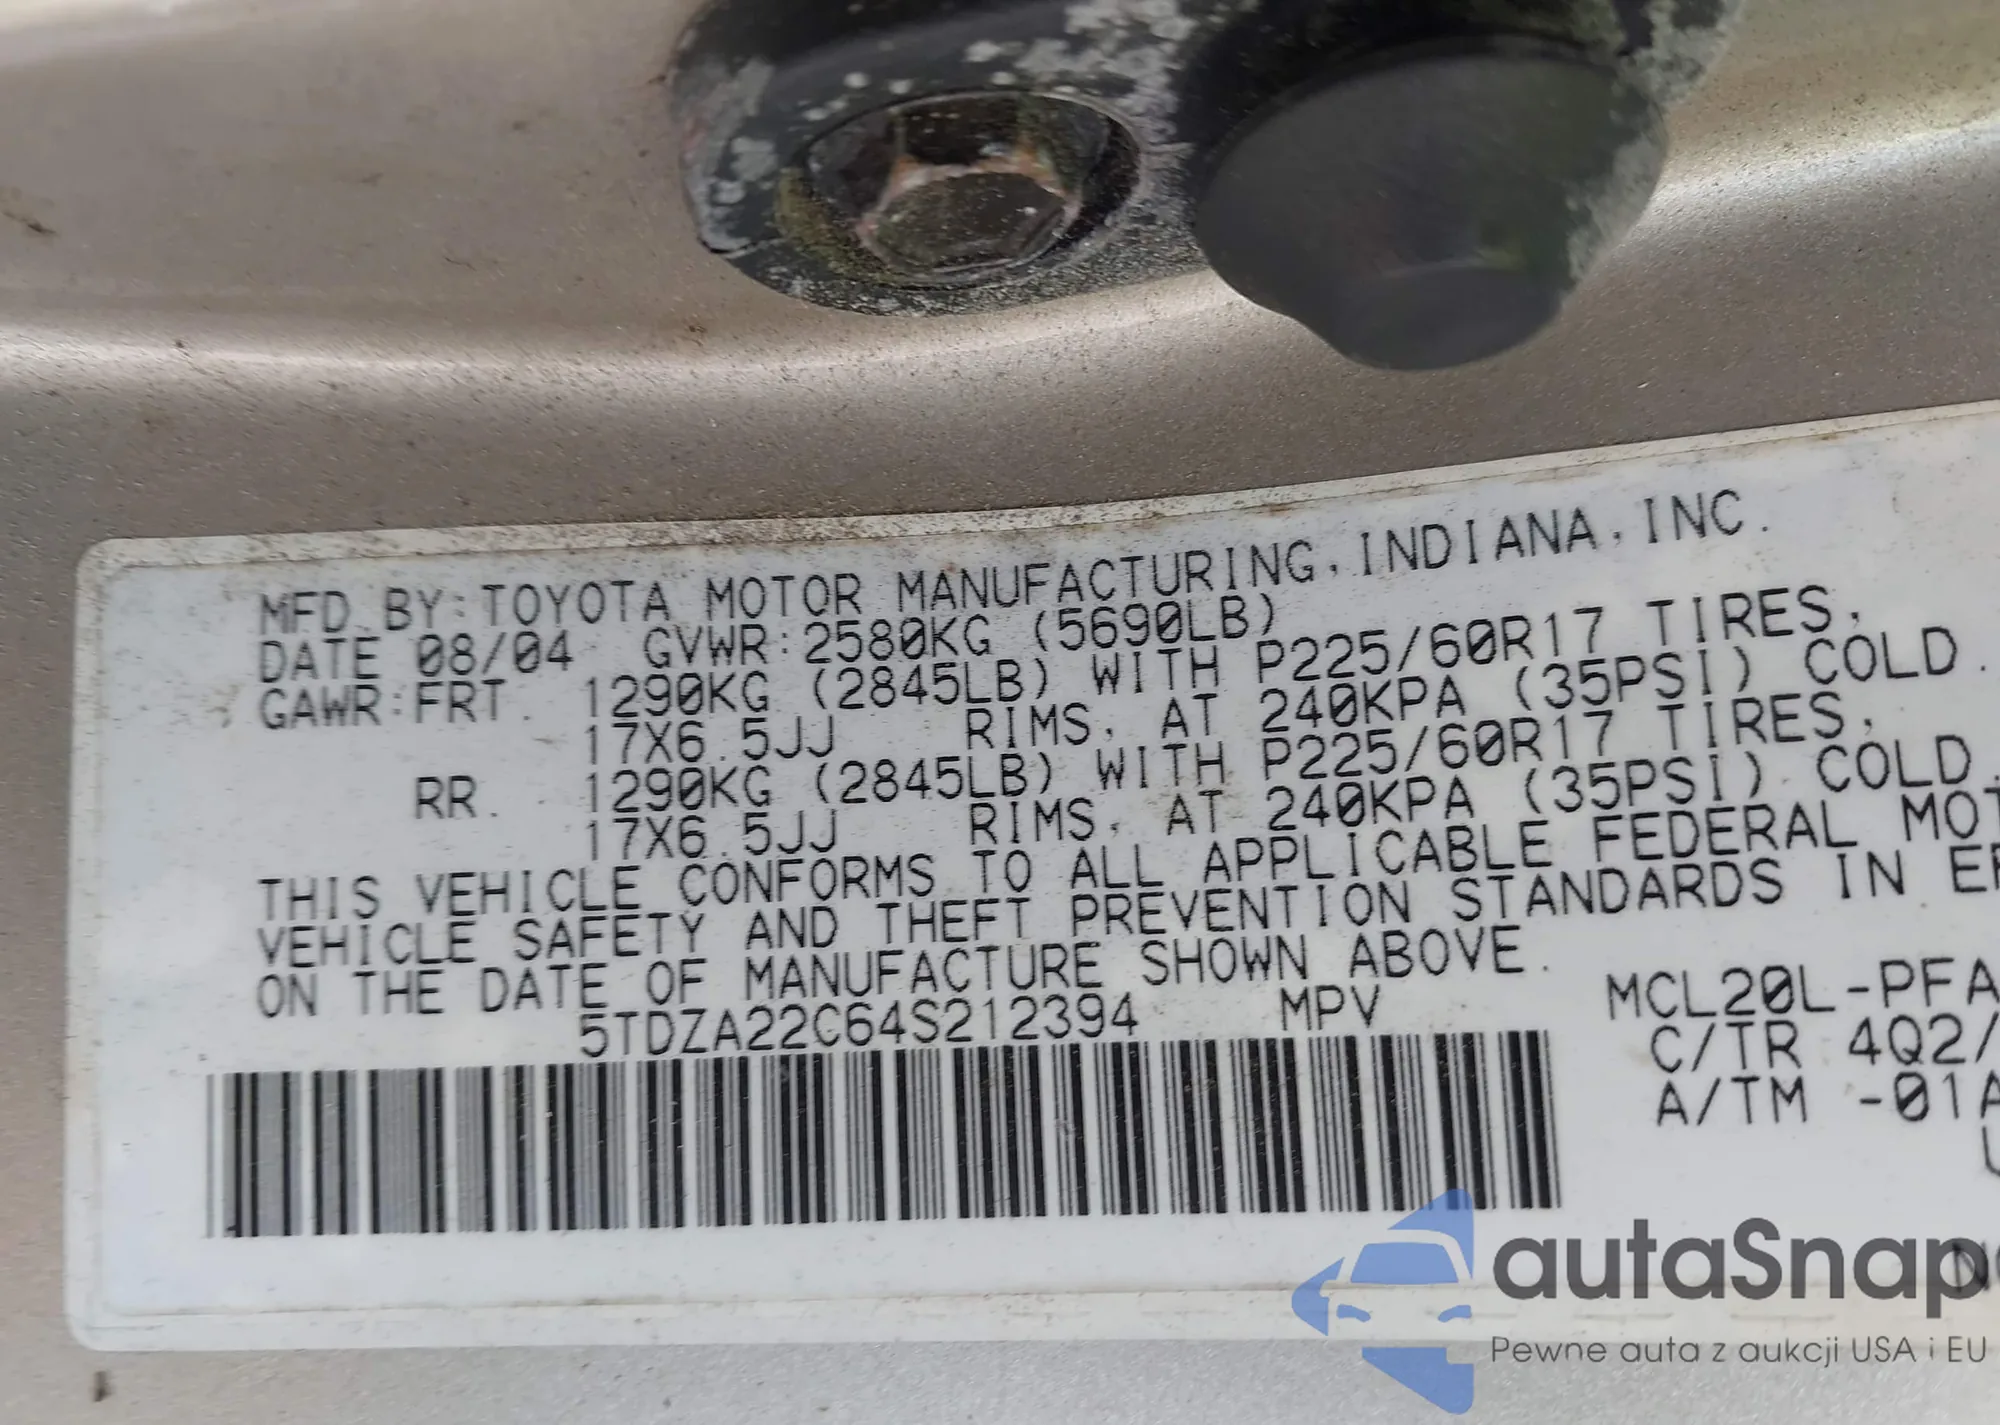 MFD. BY: TOYOTA MOTOR MANUFACTURING, INDIANA, INC.
DATE 08/04 GVWR: 2580KG (5690LB)
GAWR: FRT. 1290KG (2845LB) WITH P225/60R17 TIRES,
17X6.5JJ RIMS, AT 240KPA (35PSI) COLD.
RR. 1290KG (2845LB) WITH P225/60R17 TIRES,
17X6.5JJ RIMS, AT 240KPA (35PSI) COLD.
THIS VEHICLE CONFORMS TO ALL APPLICABLE FEDERAL MOT
VEHICLE SAFETY AND THEFT PREVENTION STANDARDS IN EF
ON THE DATE OF MANUFACTURE SHOWN ABOVE.
5TDZA22C64S212394 MPV MCL20L-PFA
C/TR 4Q2/
A/TM -01A
autaSnap
Pewne auta z aukcji USA i EU